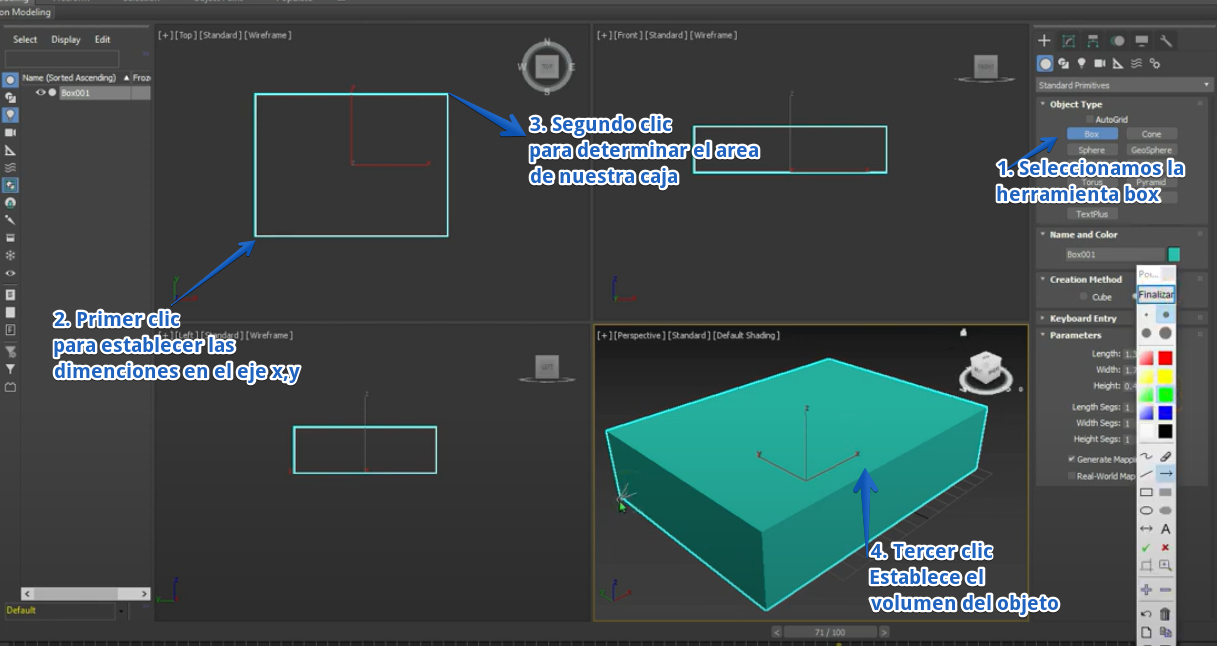 on Modeling
Select Display Edit
Name (Sorted Ascending) ▲ Froz
Box001
[+] [Top] [Standard] [Wireframe]
N
W TOP E
S
3. Segundo clic
para determinar el area
de nuestra caja
2. Primer clic
para establecer las
dimenciones en el eje x,y
[+] [Front] [Standard] [Wireframe]
FRONT
z
[+] [Left] [Standard] [Wireframe]
LEFT
z
[+] [Perspective] [Standard] [Default Shading]
z
y
x
4. Tercer clic
Establece el
volumen del objeto
Standard Primitives
Object Type
AutoGrid
Box Cone
Sphere GeoSphere
1. Seleccionamos la
herramienta box
Torus Pyramid
TextPlus
Name and Color
Box001
Creation Method
Cube
Keyboard Entry
Parameters
Length: 1.
Width: 1.
Height: 0.
Length Segs: 1
Width Segs: 1
Height Segs: 1
Generate Mappi
Real-World Map
Finalizar
A
Default
< 71 / 100 >